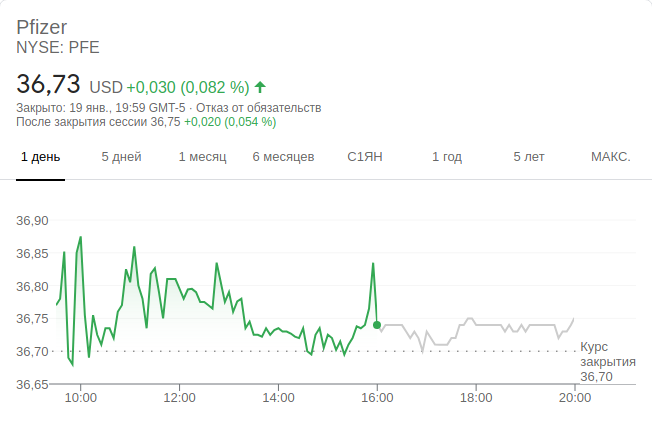 Pfizer
NYSE: PFE
36,73 USD +0,030 (0,082 %)
Закрыто: 19 янв., 19:59 GMT-5 · Отказ от обязательств
После закрытия сессии 36,75 +0,020 (0,054 %)
1 день 5 дней 1 месяц 6 месяцев С1ЯН 1 год 5 лет МАКС.
36,90
36,85
36,80
36,75
36,70
Курс
закрытия
36,70
36,65
10:00 12:00 14:00 16:00 18:00 20:00